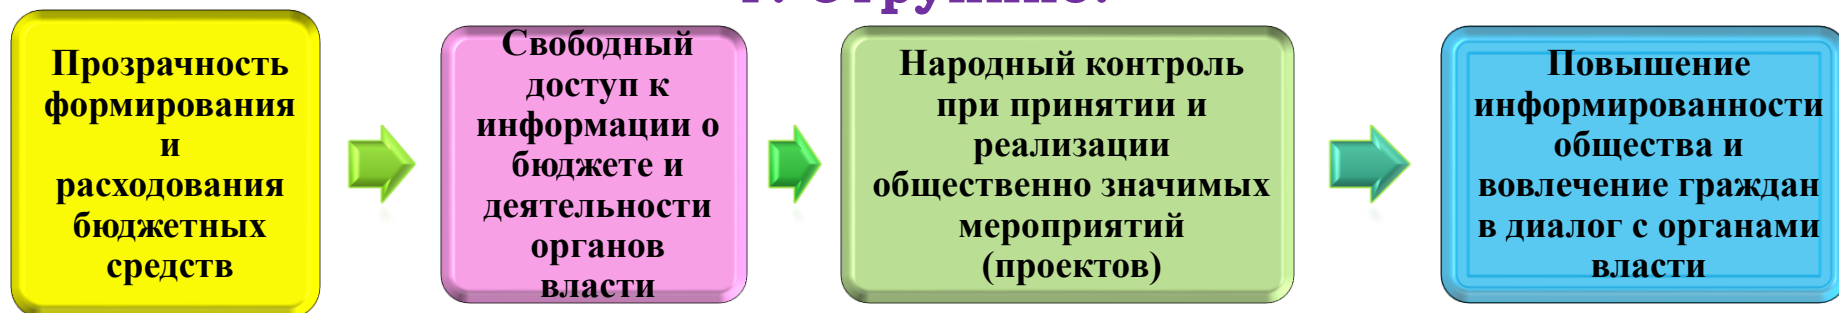 г. Струнино.
Прозрачность
формирования
и
расходования
бюджетных
средств
Свободный
доступ к
информации о
бюджете и
деятельности
органов
власти
Народный контроль
при принятии и
реализации
общественно значимых
мероприятий
(проектов)
Повышение
информированности
общества и
вовлечение граждан
в диалог с органами
власти